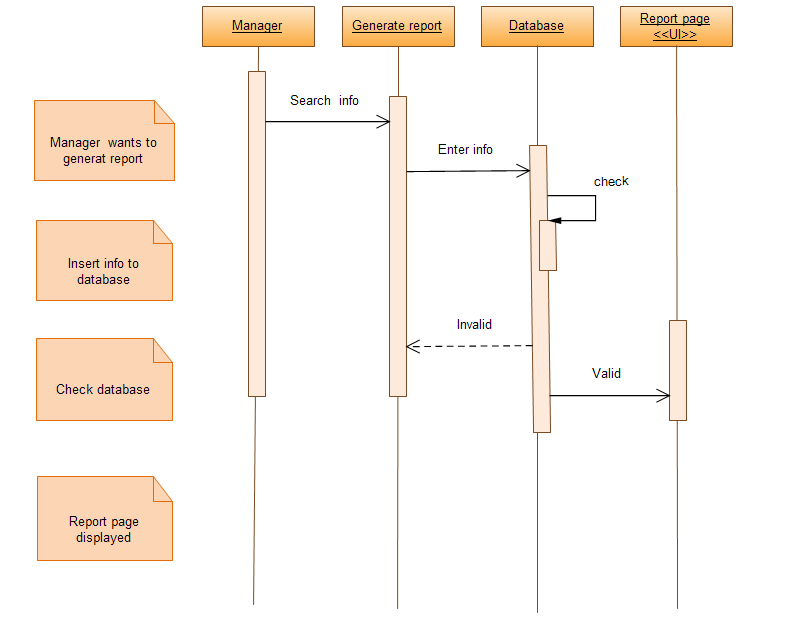 Manager
Generate report
Database
Report page
<<UI>>
Search info
Manager wants to
generat report
Enter info
check
Insert info to
database
Invalid
Valid
Check database
Report page
displayed